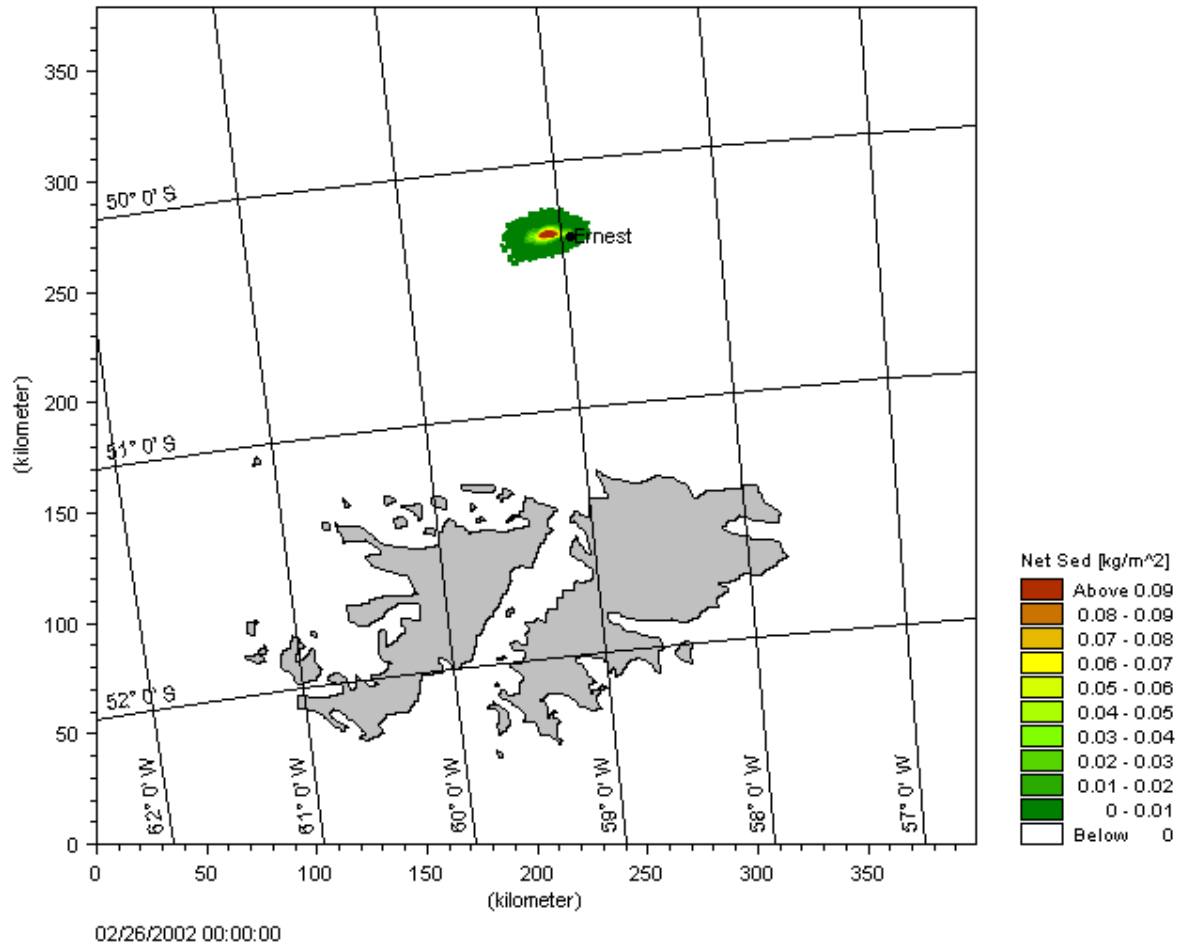 350
300
50° 0' S
Ernest
250
(kilometer)
200
51° 0' S
150
100
52° 0' S
50
0
62° 0' W
61° 0' W
60° 0' W
59° 0' W
58° 0' W
57° 0' W
0 50 100 150 200 250 300 350
(kilometer)
02/26/2002 00:00:00
Net Sed [kg/m^2]
Above 0.09
0.08 - 0.09
0.07 - 0.08
0.06 - 0.07
0.05 - 0.06
0.04 - 0.05
0.03 - 0.04
0.02 - 0.03
0.01 - 0.02
0 - 0.01
Below 0